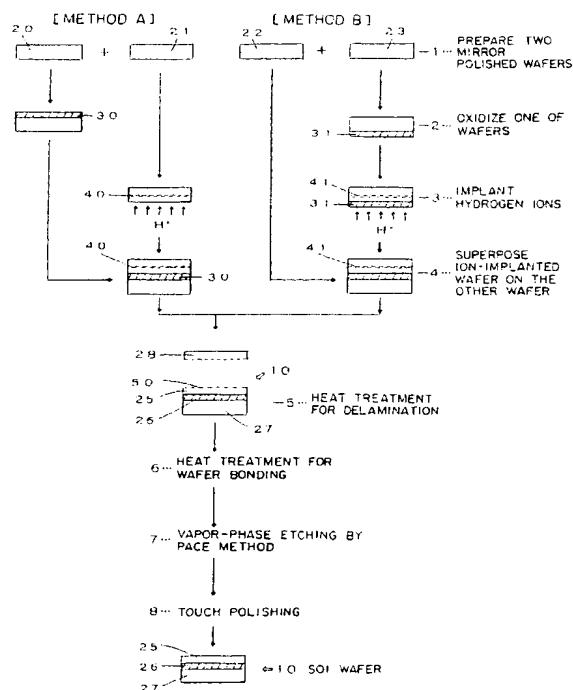 [METHOD A] [METHOD B]
20 + 21 22 + 23
1 ... PREPARE TWO
MIRROR
POLISHED WAFERS
30
31
2 ... OXIDIZE ONE OF
WAFERS
40
41
31
3 ... IMPLANT
HYDROGEN IONS
H+ H+
40
30
41
4 ... SUPERPOSE
ION-IMPLANTED
WAFER ON THE
OTHER WAFER
28
50
10
25
26
27
5 ... HEAT TREATMENT
FOR DELAMINATION
6 ... HEAT TREATMENT FOR
WAFER BONDING
7 ... VAPOR-PHASE ETCHING BY
PACE METHOD
8 ... TOUCH POLISHING
25
26
27
⇦10 SOI WAFER